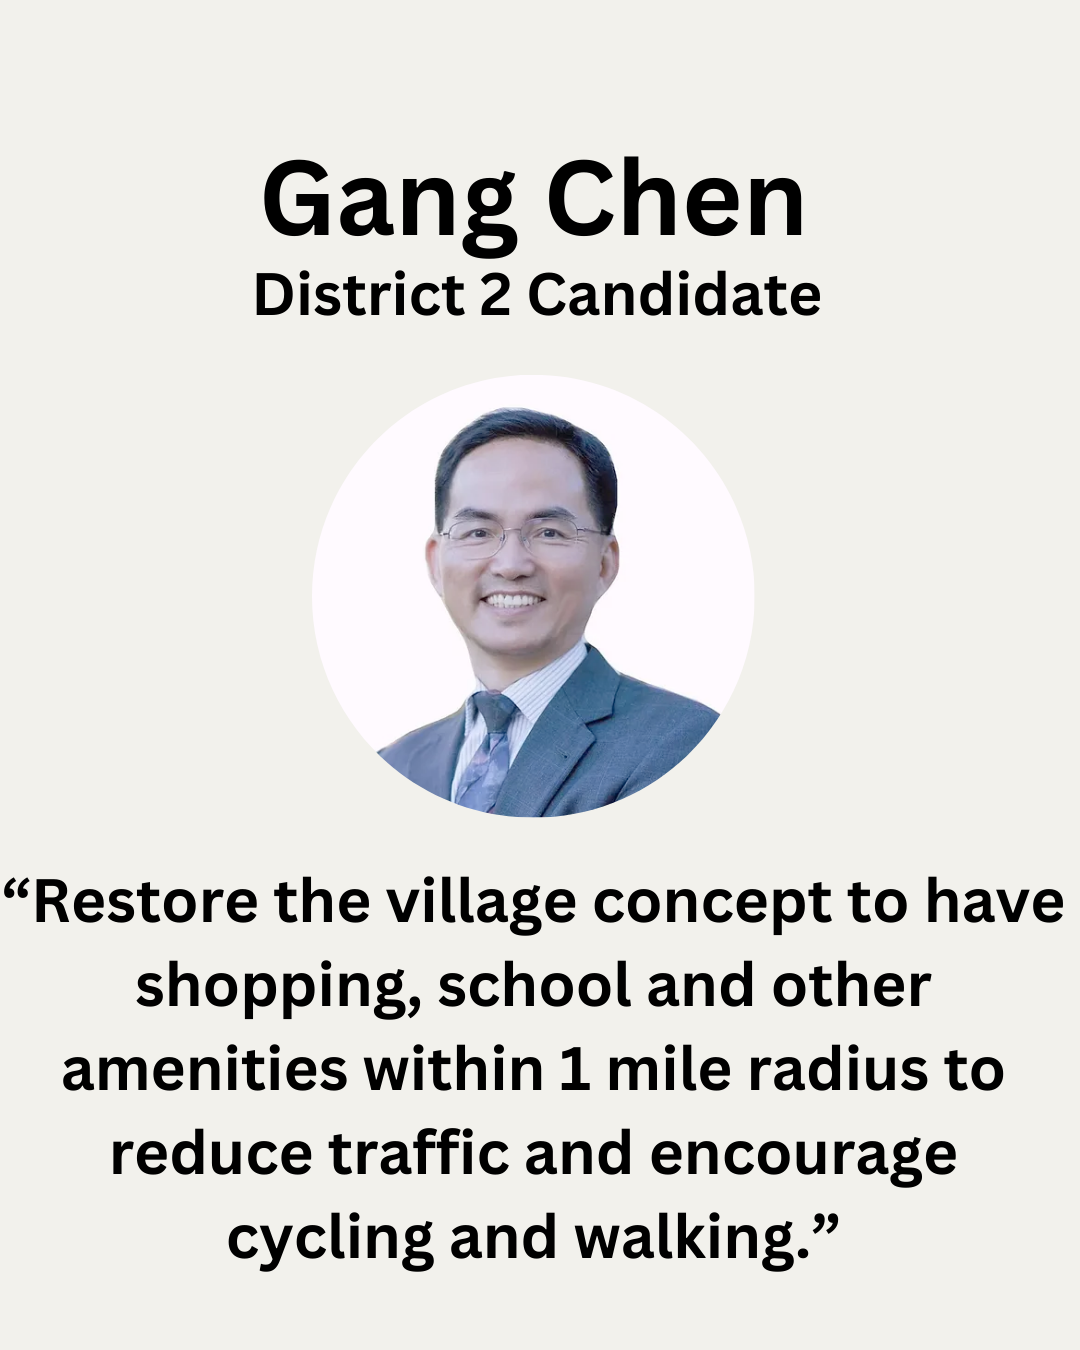 Gang Chen
District 2 Candidate
“Restore the village concept to have
shopping, school and other
amenities within 1 mile radius to
reduce traffic and encourage
cycling and walking.”